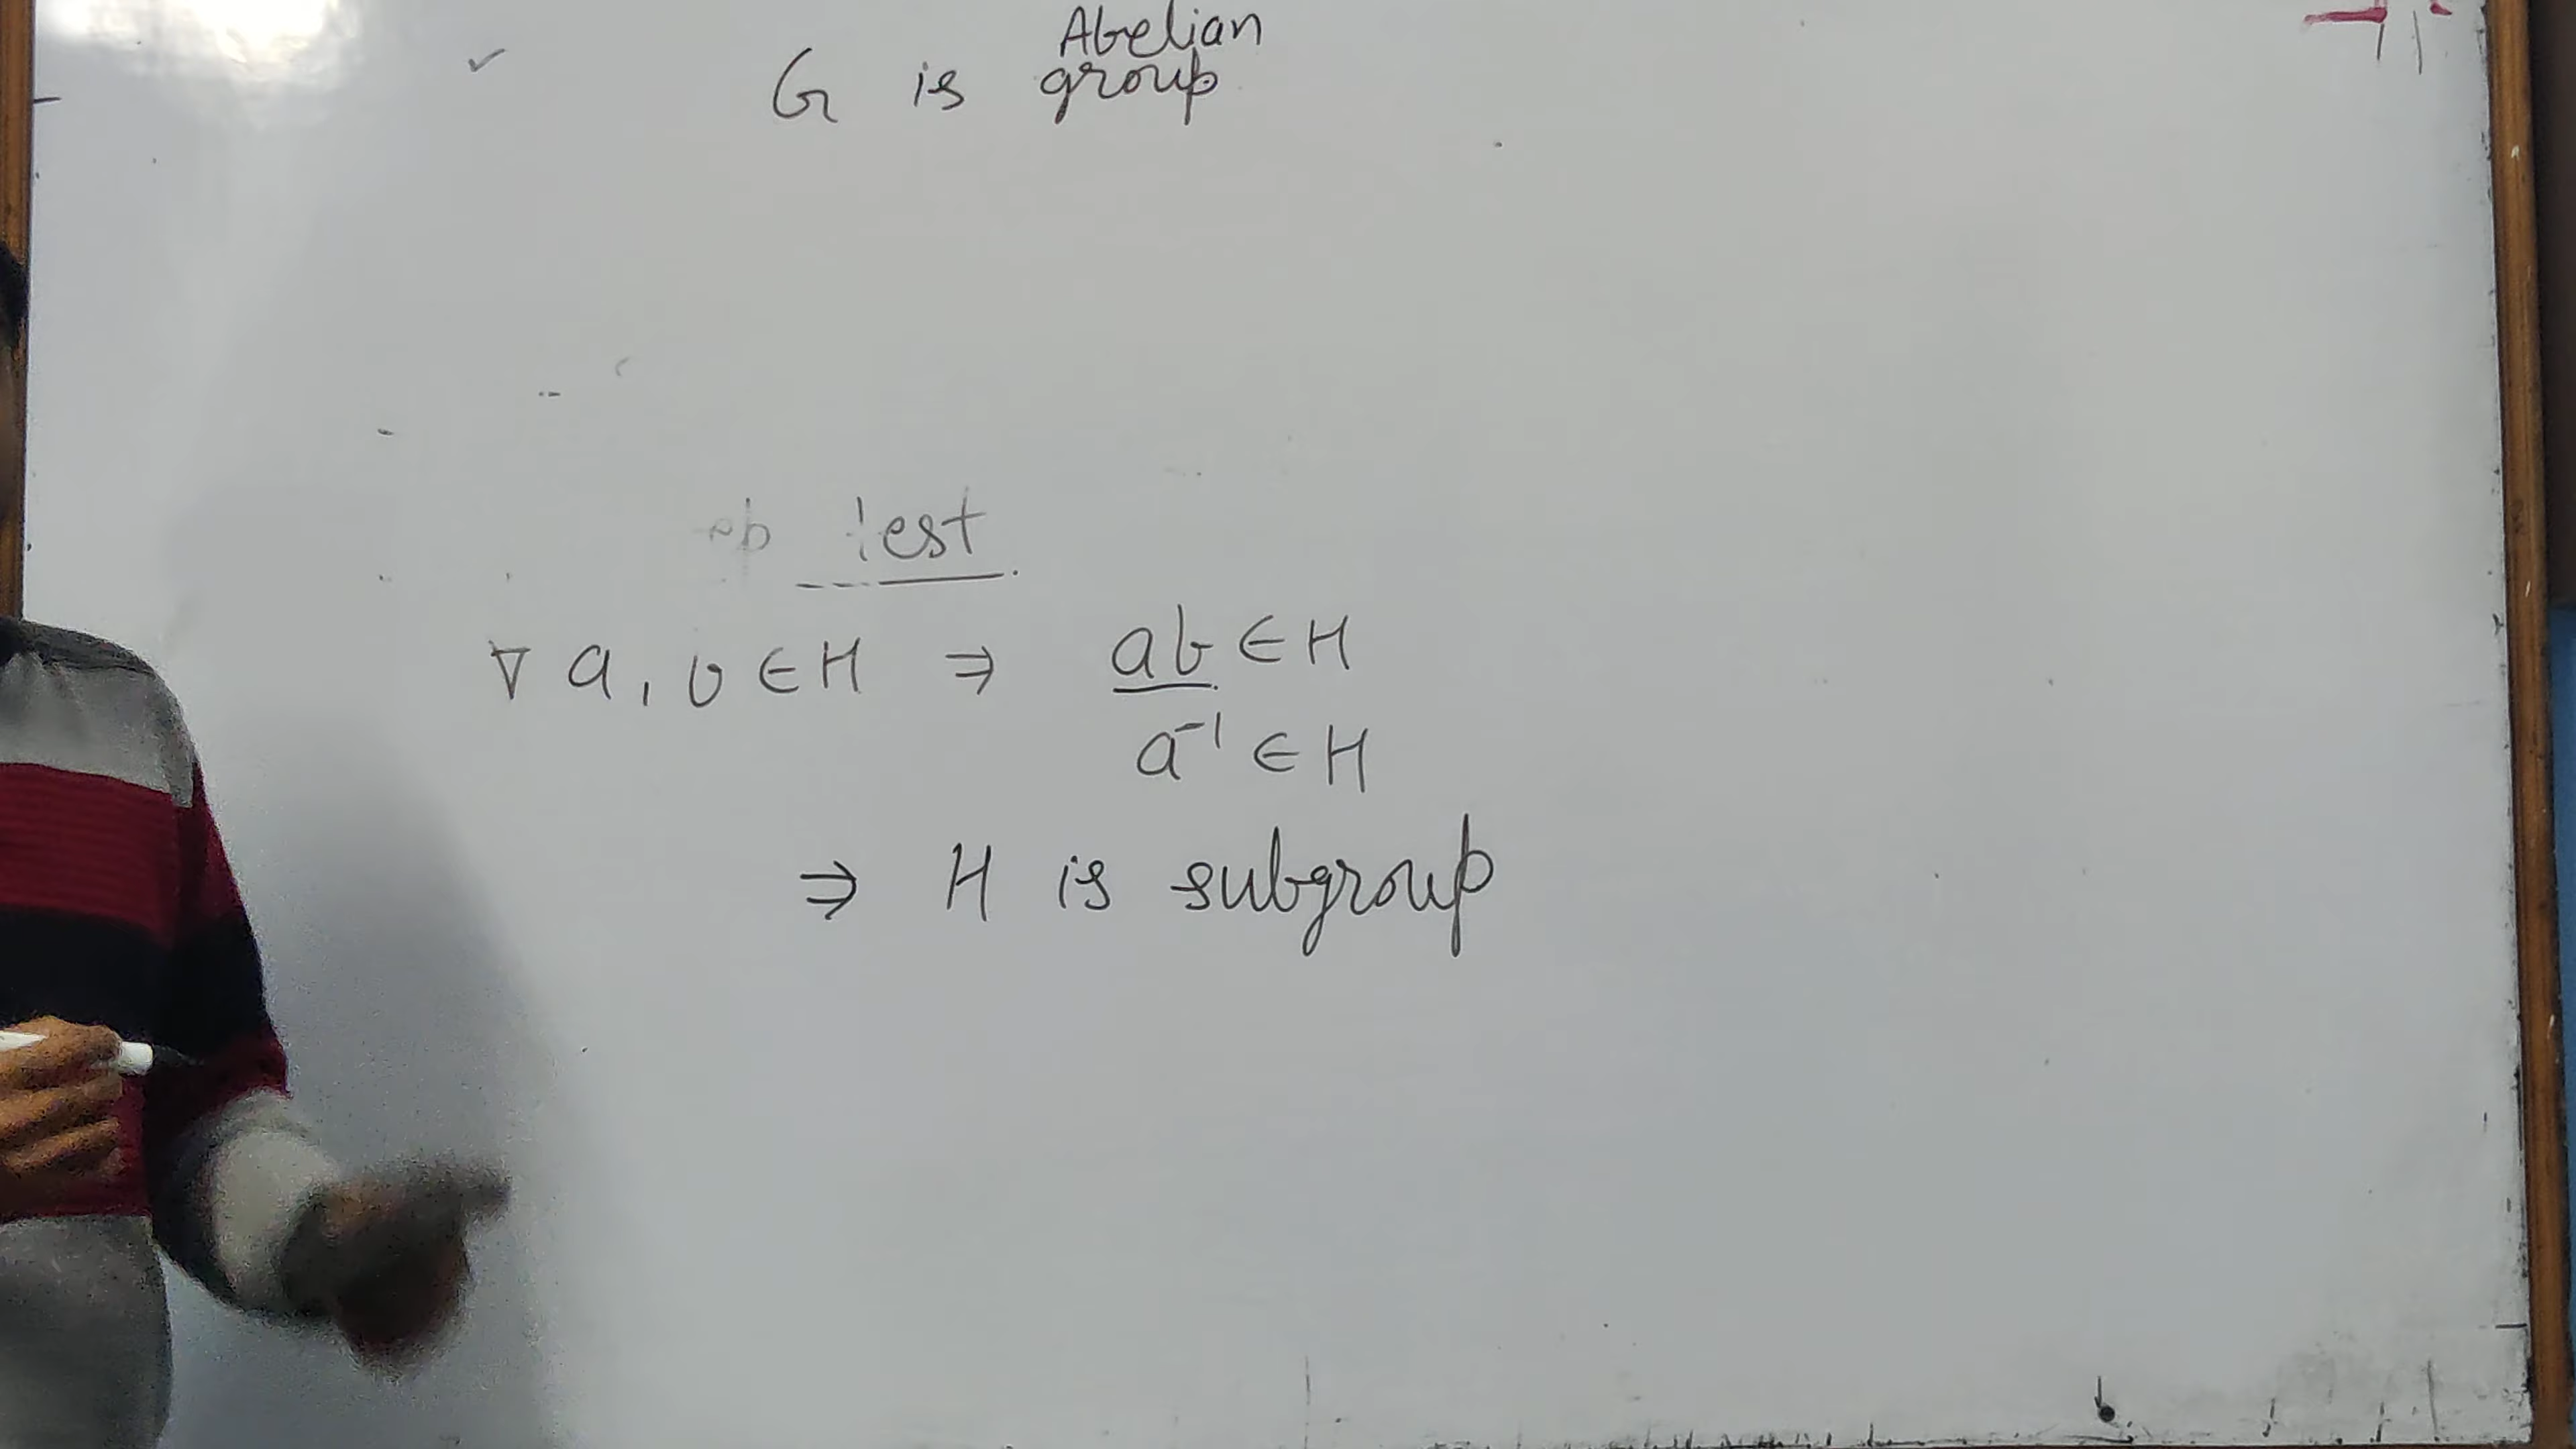 Abelian
G is group
test
∀ a, b ∈ H ⇒ ab ∈ H
a⁻¹ ∈ H
⇒ H is subgroup